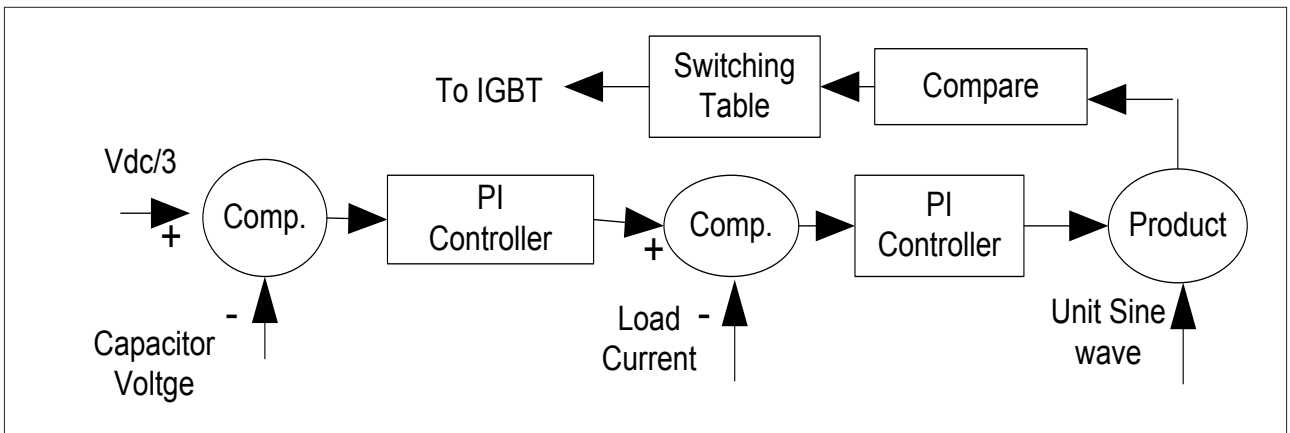 To IGBT
Switching
Table
Compare
Vdc/3
+
Comp.
-
Capacitor
Voltge
PI
Controller
+
Comp.
-
Load
Current
PI
Controller
Product
Unit Sine
wave